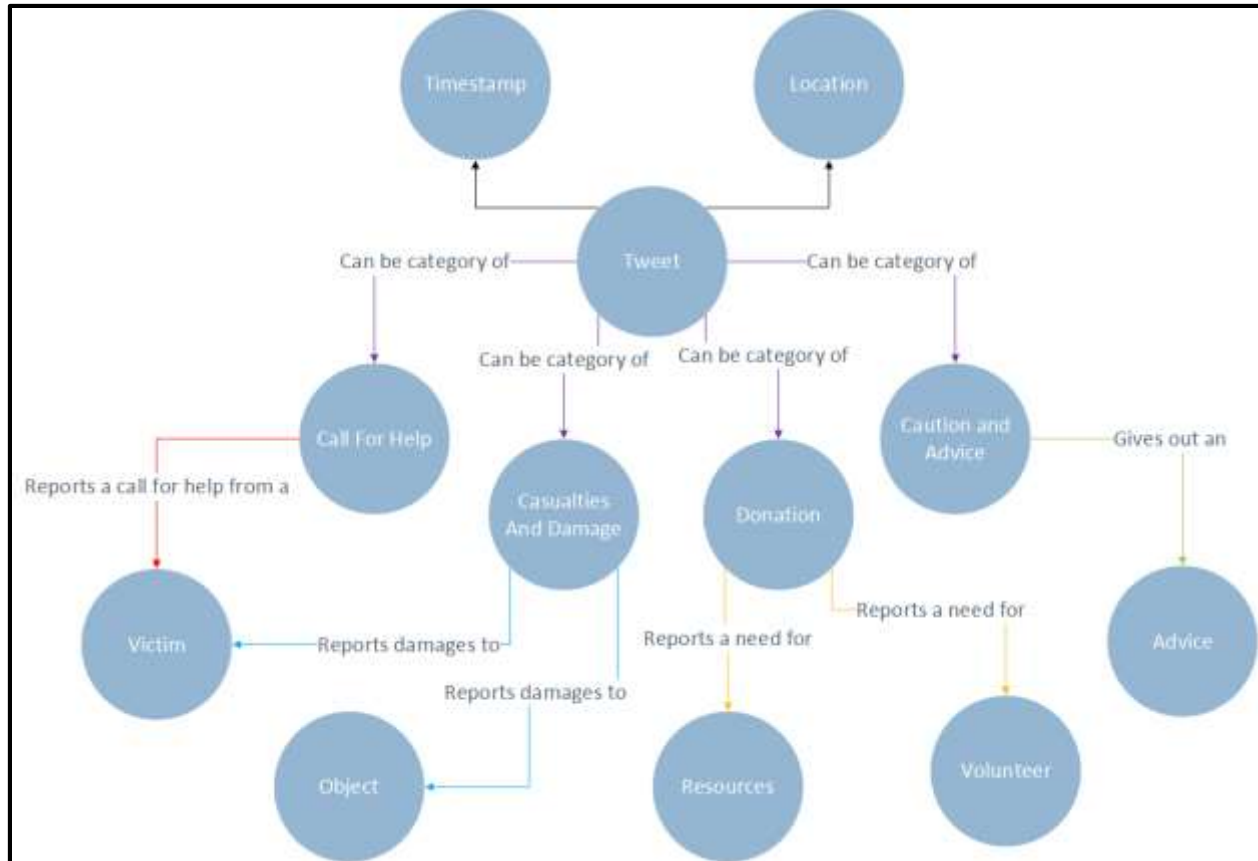 Timestamp
Location
Tweet
Can be category of
Can be category of
Can be category of
Can be category of
Call For Help
Caution and
Advice
Gives out an
Reports a call for help from a
Casualties
And Damage
Donation
Reports a need for
Victim
Reports damages to
Reports a need for
Advice
Reports damages to
Object
Resources
Volunteer